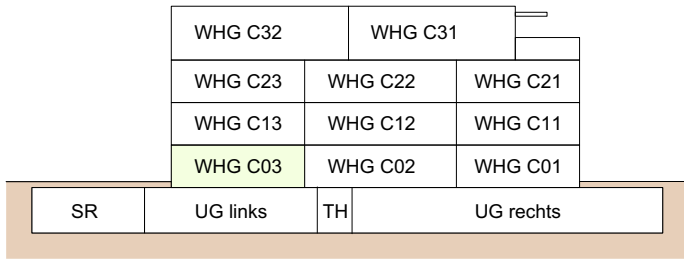 WHG C32 WHG C31
WHG C23 WHG C22 WHG C21
WHG C13 WHG C12 WHG C11
WHG C03 WHG C02 WHG C01
SR UG links TH UG rechts